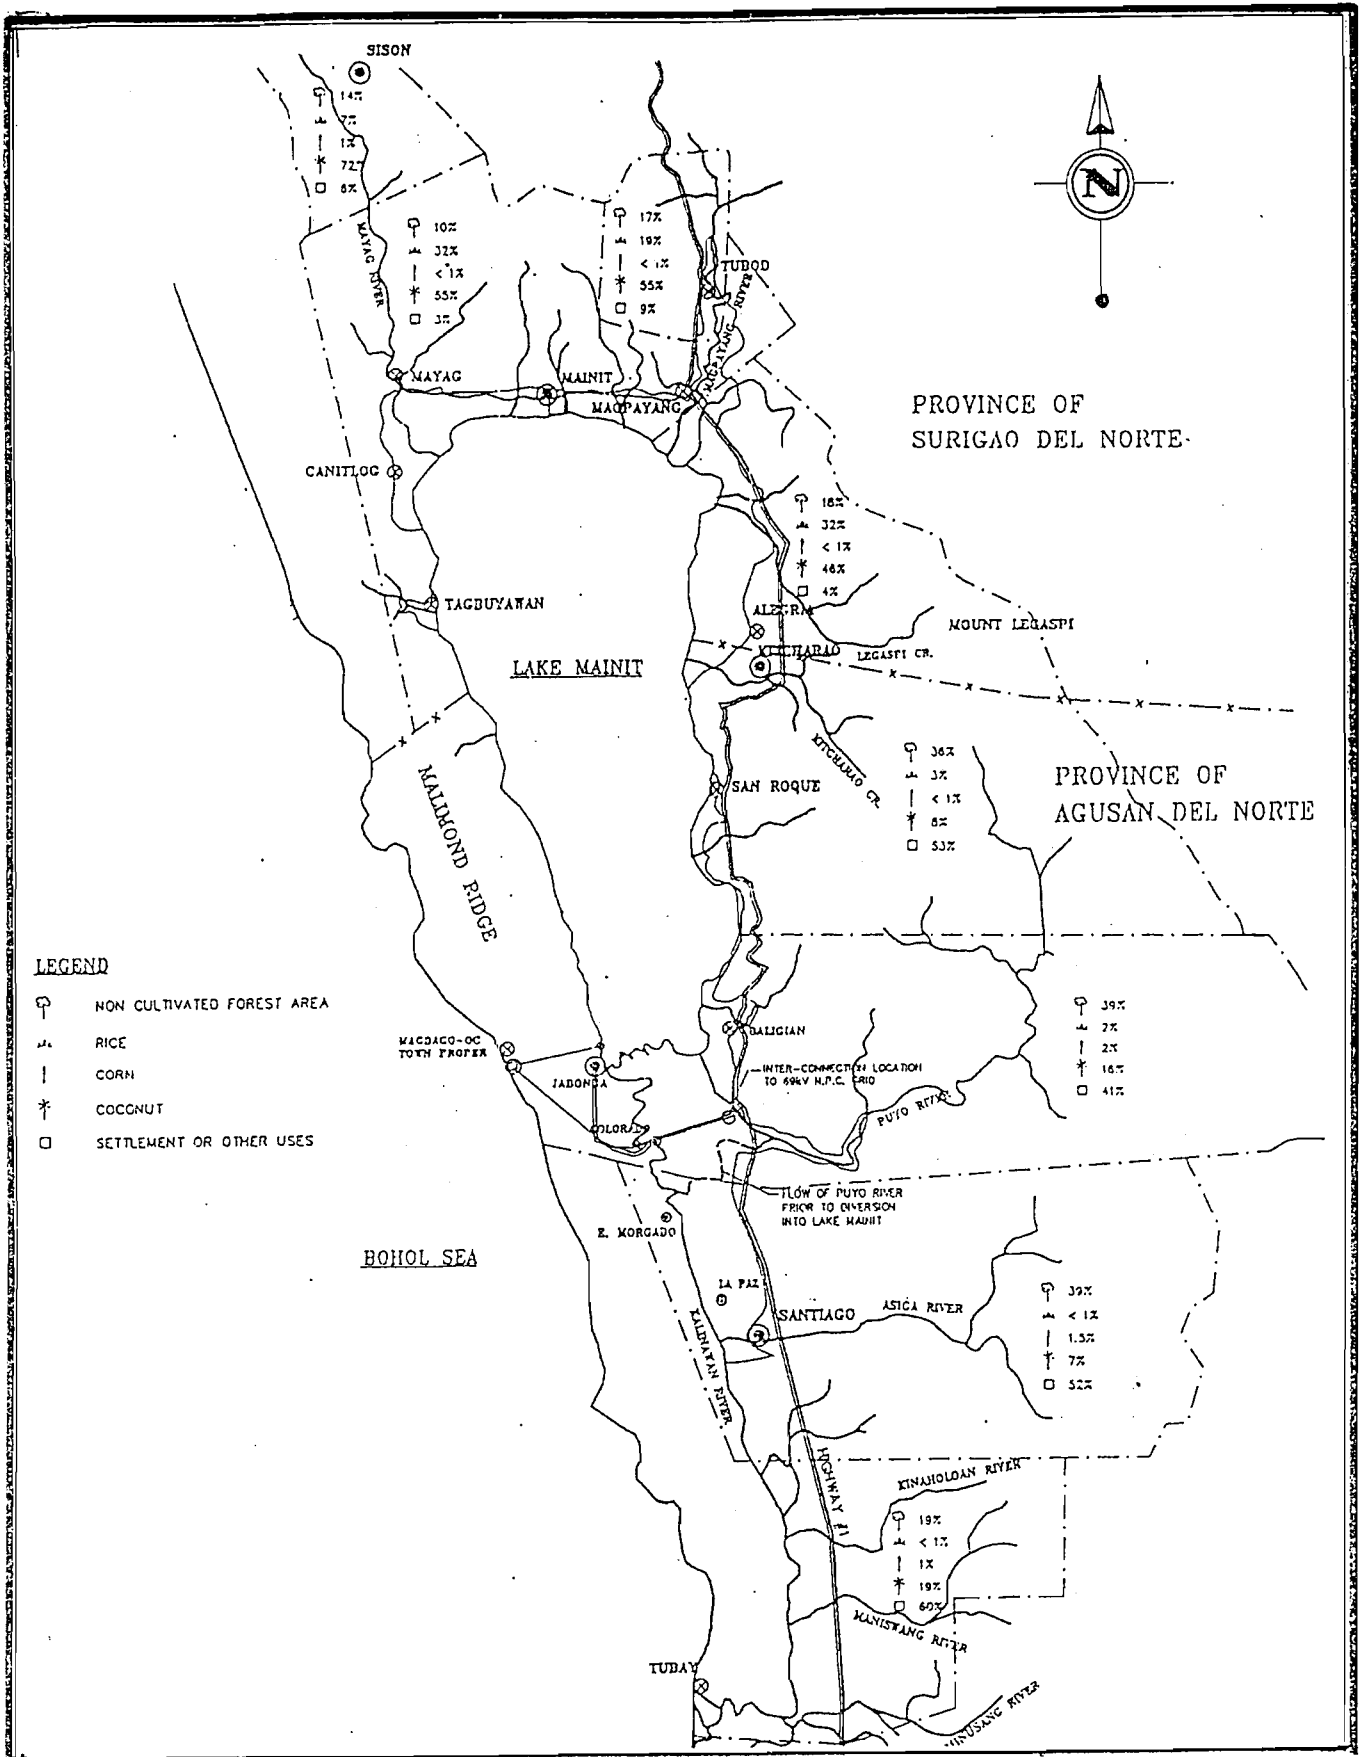 SISON
14%
7%
1%
72%
6%
N
MAYAG RIVER
10%
32%
< 1%
55%
3%
17%
19%
< 1%
55%
9%
TUBOD
MAGPAYANG RIVER
MAYAG
MAINIT
MAGPAYANG
PROVINCE OF
SURIGAO DEL NORTE
CANITLOG
18%
32%
< 1%
46%
4%
TAGBUYAWAN
ALEGRIA
MOUNT LEGASPI
LEGASPI CR.
KITCHARAO
LAKE MAINIT
KITCHARAO CR.
36%
3%
< 1%
8%
53%
PROVINCE OF
AGUSAN DEL NORTE
SAN ROQUE
MALIMOND RIDGE
LEGEND
NON CULTIVATED FOREST AREA
RICE
CORN
COCONUT
SETTLEMENT OR OTHER USES
39%
2%
2%
16%
41%
MAGDAGO-OC
TOWN PROPER
JABONGA
BALIGIAN
INTER-CONNECTION LOCATION
TO 69kV N.P.C. GRID
PUYO RIVER
COLORADO
FLOW OF PUYO RIVER
PRIOR TO DIVERSION
INTO LAKE MAINIT
E. MORGADO
BOHOL SEA
LA PAZ
SANTIAGO
ASIGA RIVER
KALINAWAN RIVER
39%
< 1%
1.5%
7%
52%
HIGHWAY #1
KINAHOLOAN RIVER
19%
< 1%
1%
19%
60%
MANISWANG RIVER
TUBAY